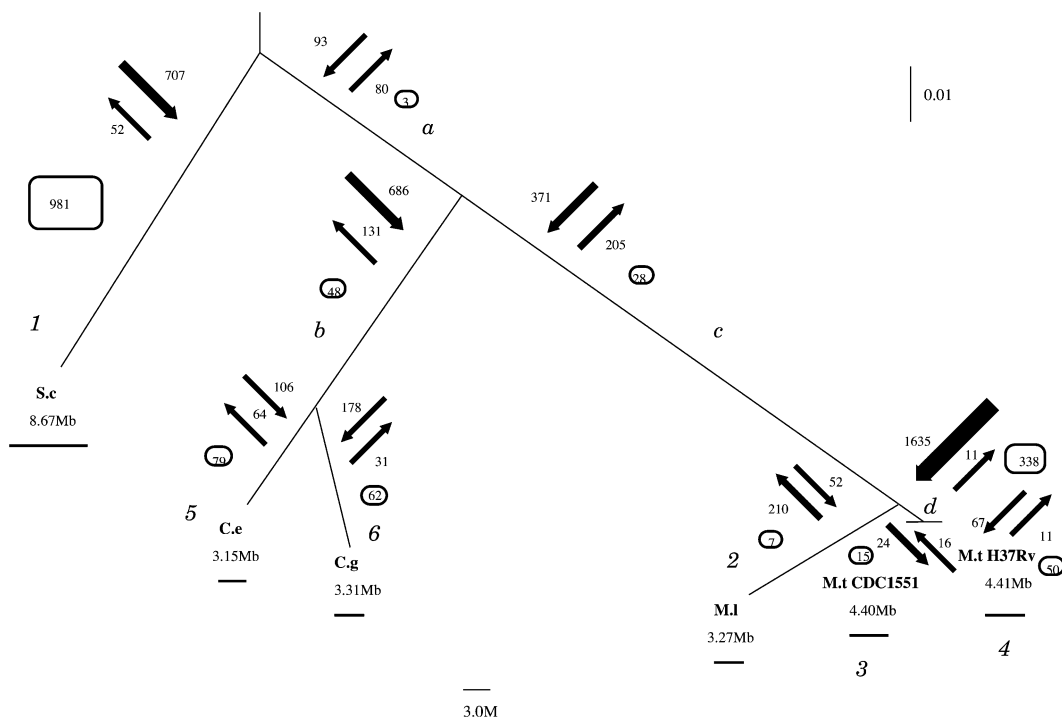 93
707
80
3
a
0.01
52
981
686
371
131
205
28
48
1
b
c
S.c
8.67Mb
106
64
178
79
31
62
1635
11
338
52
210
d
67
11
5
C.e
6
24
16
7
2
15
M.t H37Rv
50
3.15Mb
C.g
M.t CDC1551
4.41Mb
3.31Mb
M.l
4.40Mb
3.27Mb
4
3
3.0M